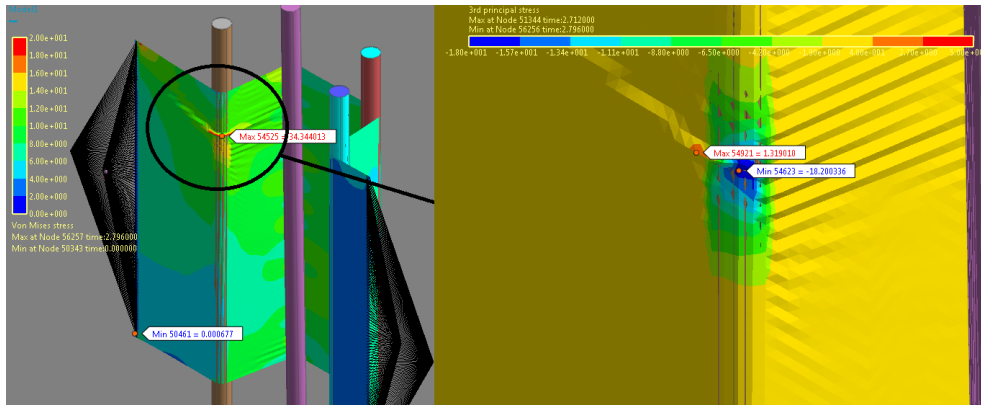 2.00e+001
1.80e+001
1.60e+001
1.40e+001
1.20e+001
1.00e+001
8.00e+000
6.00e+000
4.00e+000
2.00e+000
0.00e+000
Von Mises stress
Max at Node 56257 time:2.796000
Min at Node 50343 time:0.000000
Max 54525 = 34.344013
Min 50461 = 0.000677
3rd principal stress
Max at Node 51344 time:2.712000
Min at Node 56256 time:2.796000
-1.80e+001 -1.57e+001 -1.34e+001 -1.11e+001 -8.80e+000 -6.50e+000
Max 54921 = 1.319010
Min 54623 = -18.200336